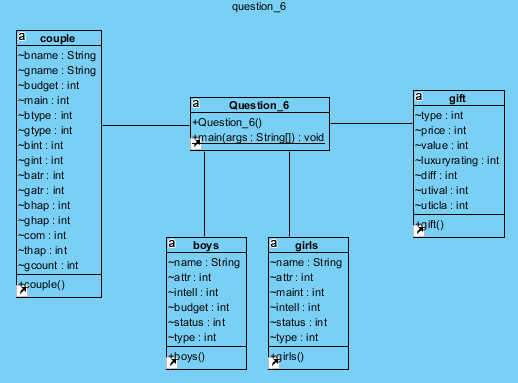 question_6
a
couple
~bname : String
~gname : String
~budget : int
~main : int
~btype : int
~gtype : int
~bint : int
~gint : int
~batr : int
~gatr : int
~bhap : int
~ghap : int
~com : int
~thap : int
~gcount : int
+couple()
a
Question_6
+Question_6()
+main(args : String[]) : void
a
gift
~type : int
~price : int
~value : int
~luxuryrating : int
~diff : int
~utival : int
~uticla : int
+gift()
a
boys
~name : String
~attr : int
~intell : int
~budget : int
~status : int
~type : int
+boys()
a
girls
~name : String
~attr : int
~maint : int
~intell : int
~status : int
~type : int
+girls()